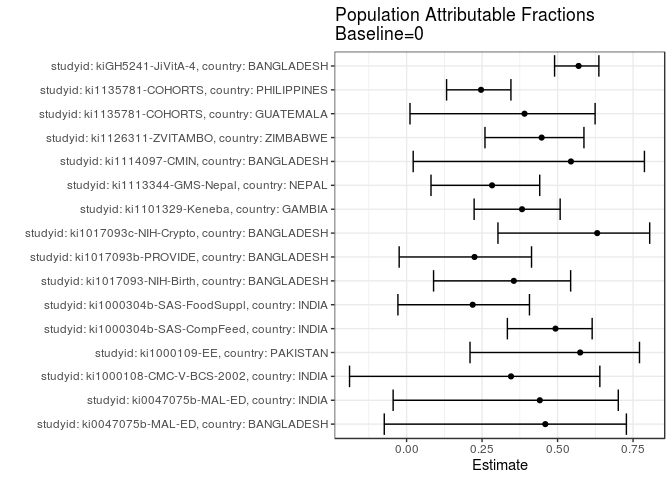 Population Attributable Fractions
Baseline=0
studyid: kiGH5241-JiVitA-4, country: BANGLADESH
studyid: ki1135781-COHORTS, country: PHILIPPINES
studyid: ki1135781-COHORTS, country: GUATEMALA
studyid: ki1126311-ZVITAMBO, country: ZIMBABWE
studyid: ki1114097-CMIN, country: BANGLADESH
studyid: ki1113344-GMS-Nepal, country: NEPAL
studyid: ki1101329-Keneba, country: GAMBIA
studyid: ki1017093c-NIH-Crypto, country: BANGLADESH
studyid: ki1017093b-PROVIDE, country: BANGLADESH
studyid: ki1017093-NIH-Birth, country: BANGLADESH
studyid: ki1000304b-SAS-FoodSuppl, country: INDIA
studyid: ki1000304b-SAS-CompFeed, country: INDIA
studyid: ki1000109-EE, country: PAKISTAN
studyid: ki1000108-CMC-V-BCS-2002, country: INDIA
studyid: ki0047075b-MAL-ED, country: INDIA
studyid: ki0047075b-MAL-ED, country: BANGLADESH
0.00 0.25 0.50 0.75
Estimate